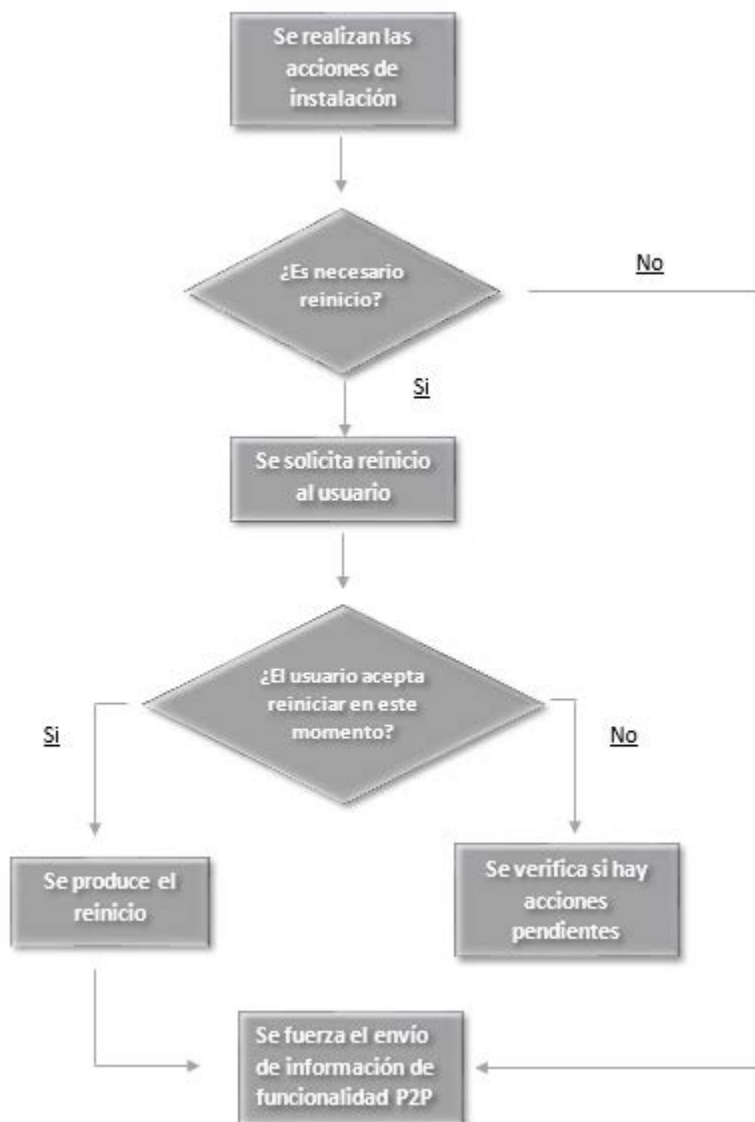 Se realizan las
acciones de
instalación
¿Es necesario
reinicio?
No
Si
Se solicita reinicio
al usuario
¿El usuario acepta
reiniciar en este
momento?
Si
No
Se produce el
reinicio
Se verifica si hay
acciones
pendientes
Se fuerza el envío
de información de
funcionalidad P2P